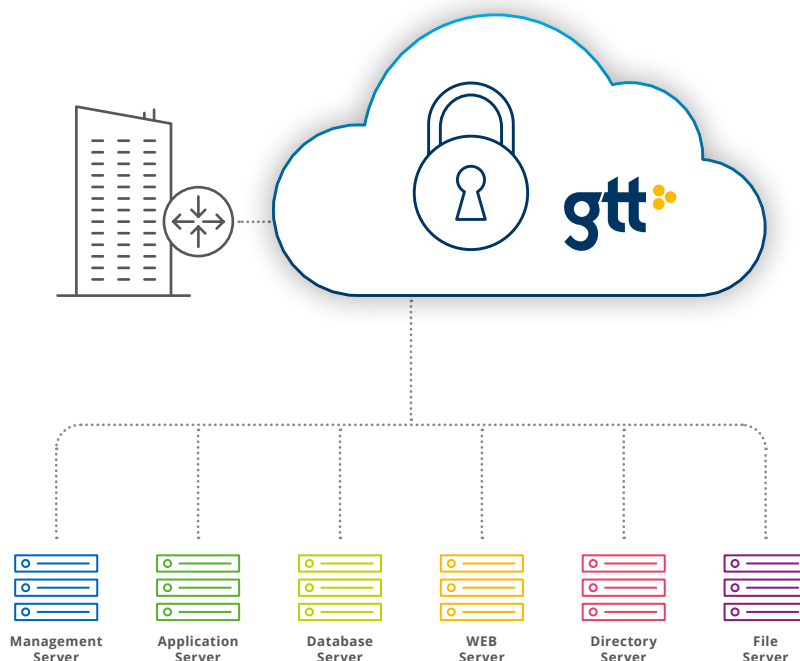 gtt
Management
Server
Application
Server
Database
Server
WEB
Server
Directory
Server
File
Server